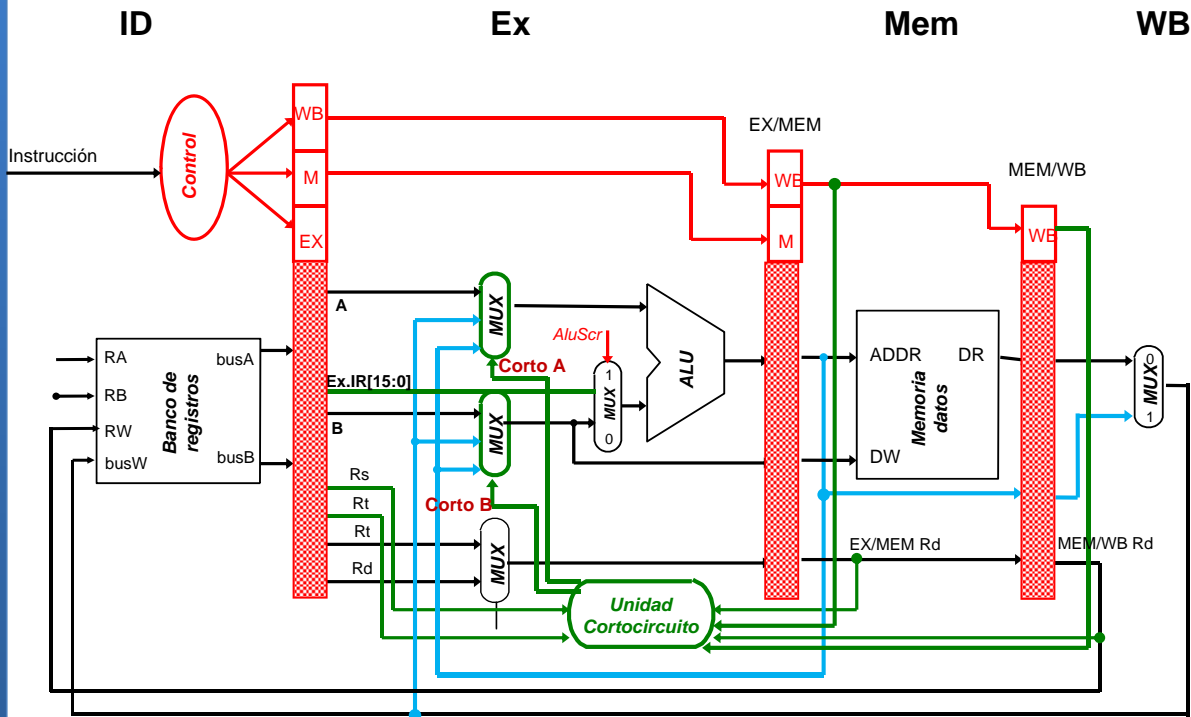 ID
Ex
Mem
WB
Instrucción
Control
WB
M
EX
EX/MEM
WB
M
MEM/WB
WB
A
MUX
Corto A
AluScr
1
MUX
0
ALU
Ex.IR[15:0]
B
MUX
Corto B
RA
RB
RW
busW
Banco de
registros
busA
busB
ADDR
DR
DW
Memoria
datos
0
MUX
1
Rs
Rt
Rt
Rd
MUX
Unidad
Cortocircuito
EX/MEM Rd
MEM/WB Rd